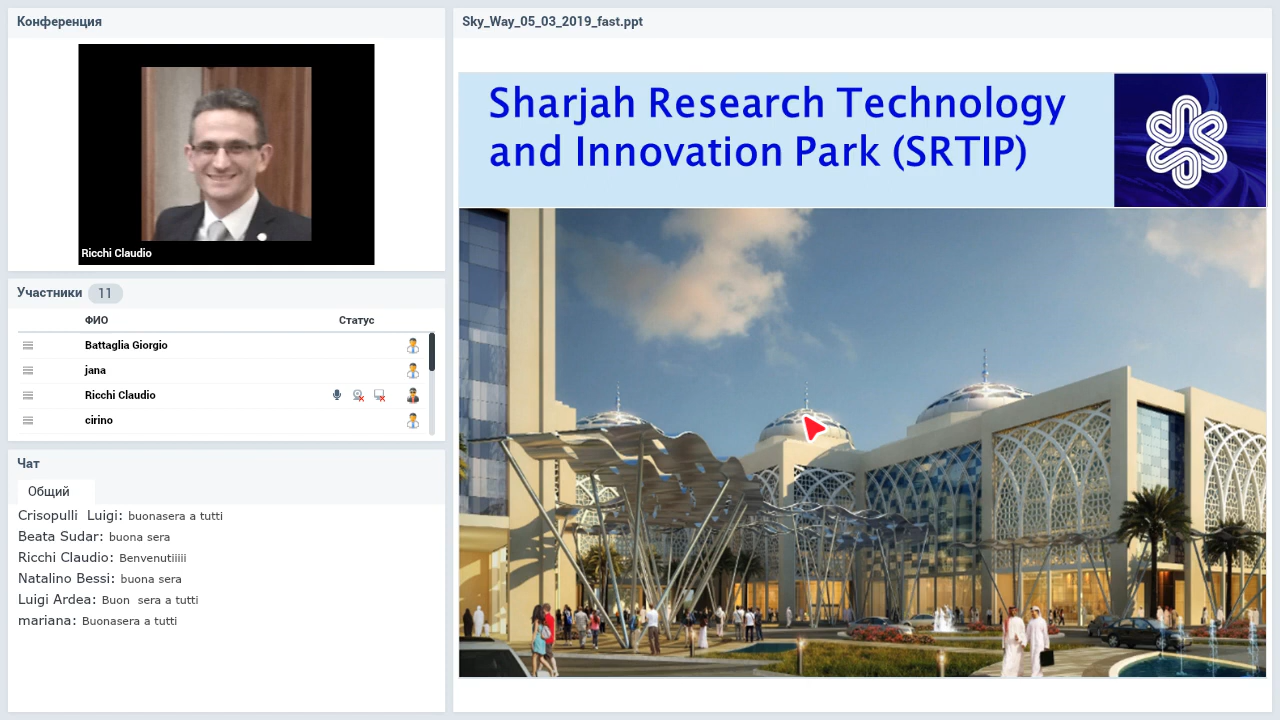 Конференция
Ricchi Claudio
Участники 11
ФИО Статус
Battaglia Giorgio
jana
Ricchi Claudio
cirino
Чат
Общий
Crisopulli Luigi: buonasera a tutti
Beata Sudar: buona sera
Ricchi Claudio: Benvenutiiiii
Natalino Bessi: buona sera
Luigi Ardea: Buon sera a tutti
mariana: Buonasera a tutti
Sky_Way_05_03_2019_fast.ppt
Sharjah Research Technology
and Innovation Park (SRTIP)